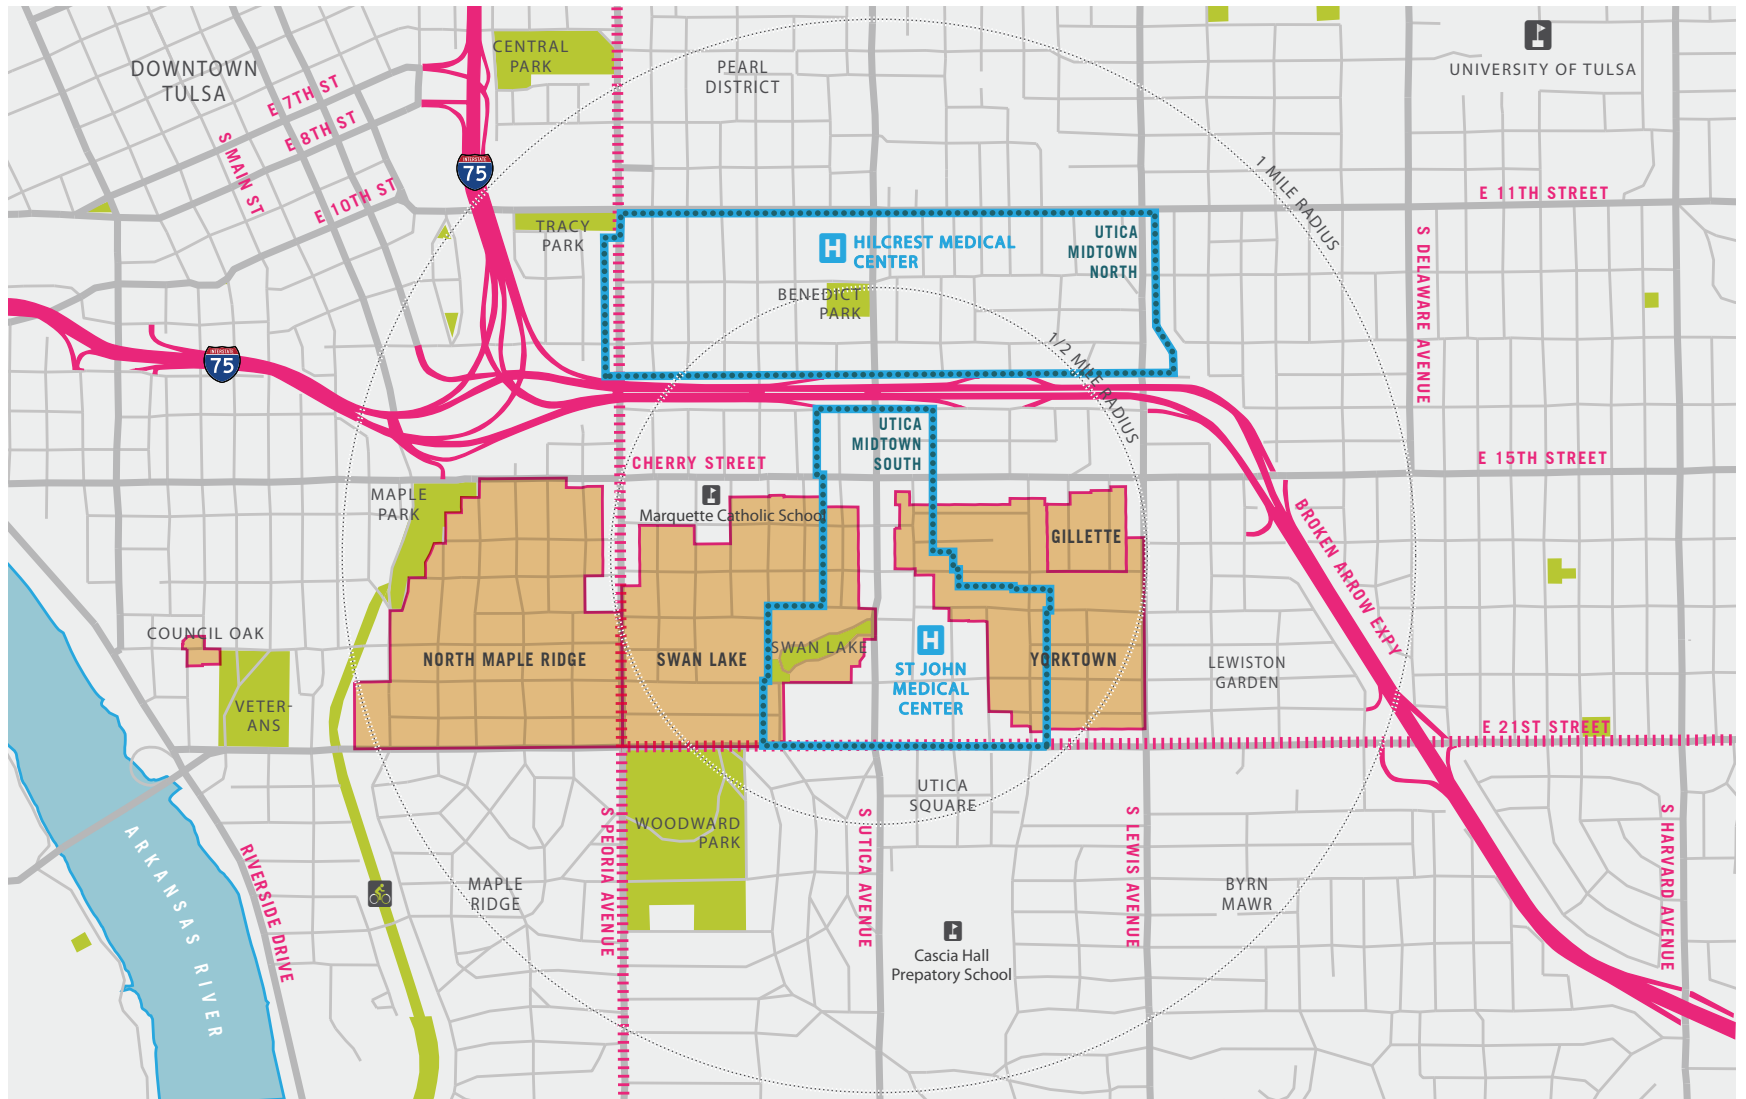 DOWNTOWN
TULSA
E 7TH ST
E 8TH ST
S MAIN ST
E 10TH ST
CENTRAL
PARK
PEARL
DISTRICT
UNIVERSITY OF TULSA
INTERSTATE
75
1 MILE RADIUS
E 11TH STREET
TRACY
PARK
H
HILCREST MEDICAL
CENTER
UTICA
MIDTOWN
NORTH
BENEDICT
PARK
S DELAWARE AVENUE
INTERSTATE
75
1/2 MILE RADIUS
UTICA
MIDTOWN
SOUTH
CHERRY STREET
E 15TH STREET
MAPLE
PARK
Marquette Catholic School
GILLETTE
BROKEN ARROW EXPY
COUNCIL OAK
NORTH MAPLE RIDGE
SWAN LAKE
SWAN LAKE
H
ST JOHN
MEDICAL
CENTER
YORKTOWN
LEWISTON
GARDEN
VETER-
ANS
E 21ST STREET
UTICA
SQUARE
WOODWARD
PARK
S PEORIA AVENUE
S UTICA AVENUE
S LEWIS AVENUE
S HARVARD AVENUE
ARKANSAS RIVER
RIVERSIDE DRIVE
MAPLE
RIDGE
BYRN
MAWR
Cascia Hall
Prepatory School